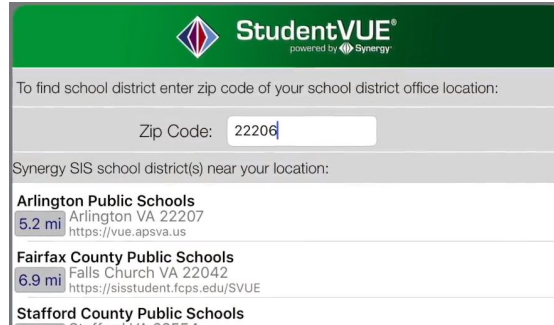 StudentVUE®
powered by Synergy
To find school district enter zip code of your school district office location:
Zip Code: 22206
Synergy SIS school district(s) near your location:
Arlington Public Schools
5.2 mi Arlington VA 22207
https://vue.apsva.us
Fairfax County Public Schools
6.9 mi Falls Church VA 22042
https://sisstudent.fcps.edu/SVUE
Stafford County Public Schools